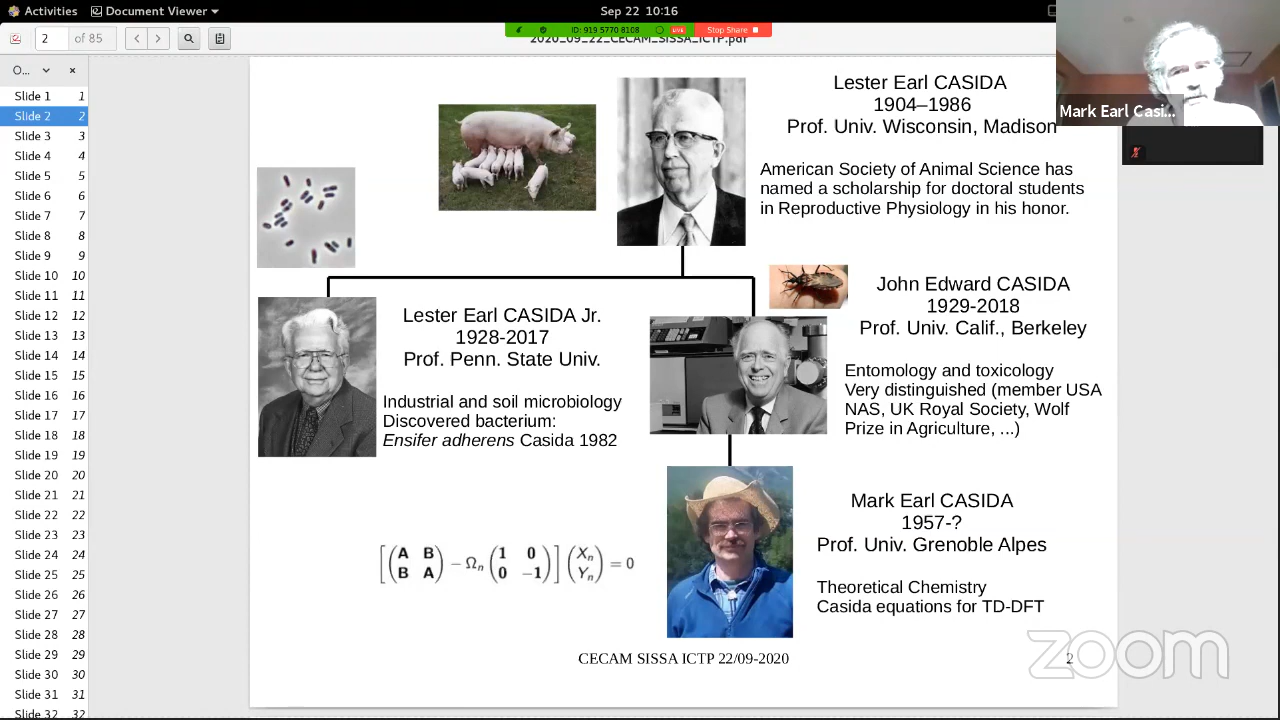 Activities
Document Viewer
Sep 22 10:16
of 85
ID: 919 5770 8108
LIVE
Stop Share
2020_09_22_CECAM_SISSA_ICTP.pdf
O...
Slide 1 1
Slide 2 2
Slide 3 3
Slide 4 4
Slide 5 5
Slide 6 6
Slide 7 7
Slide 8 8
Slide 9 9
Slide 10 10
Slide 11 11
Slide 12 12
Slide 13 13
Slide 14 14
Slide 15 15
Slide 16 16
Slide 17 17
Slide 18 18
Slide 19 19
Slide 20 20
Slide 21 21
Slide 22 22
Slide 23 23
Slide 24 24
Slide 25 25
Slide 26 26
Slide 27 27
Slide 28 28
Slide 29 29
Slide 30 30
Slide 31 31
Slide 32 32
Lester Earl CASIDA
1904–1986
Prof. Univ. Wisconsin, Madison
American Society of Animal Science has
named a scholarship for doctoral students
in Reproductive Physiology in his honor.
Mark Earl Casi...
Lester Earl CASIDA Jr.
1928-2017
Prof. Penn. State Univ.
Industrial and soil microbiology
Discovered bacterium:
Ensifer adherens Casida 1982
John Edward CASIDA
1929-2018
Prof. Univ. Calif., Berkeley
Entomology and toxicology
Very distinguished (member USA
NAS, UK Royal Society, Wolf
Prize in Agriculture, ...)
Mark Earl CASIDA
1957-?
Prof. Univ. Grenoble Alpes
Theoretical Chemistry
Casida equations for TD-DFT
[(A B
B A) − Ωn (1 0
0 −1)] (Xn
Yn) = 0
CECAM SISSA ICTP 22/09-2020
2
zoom